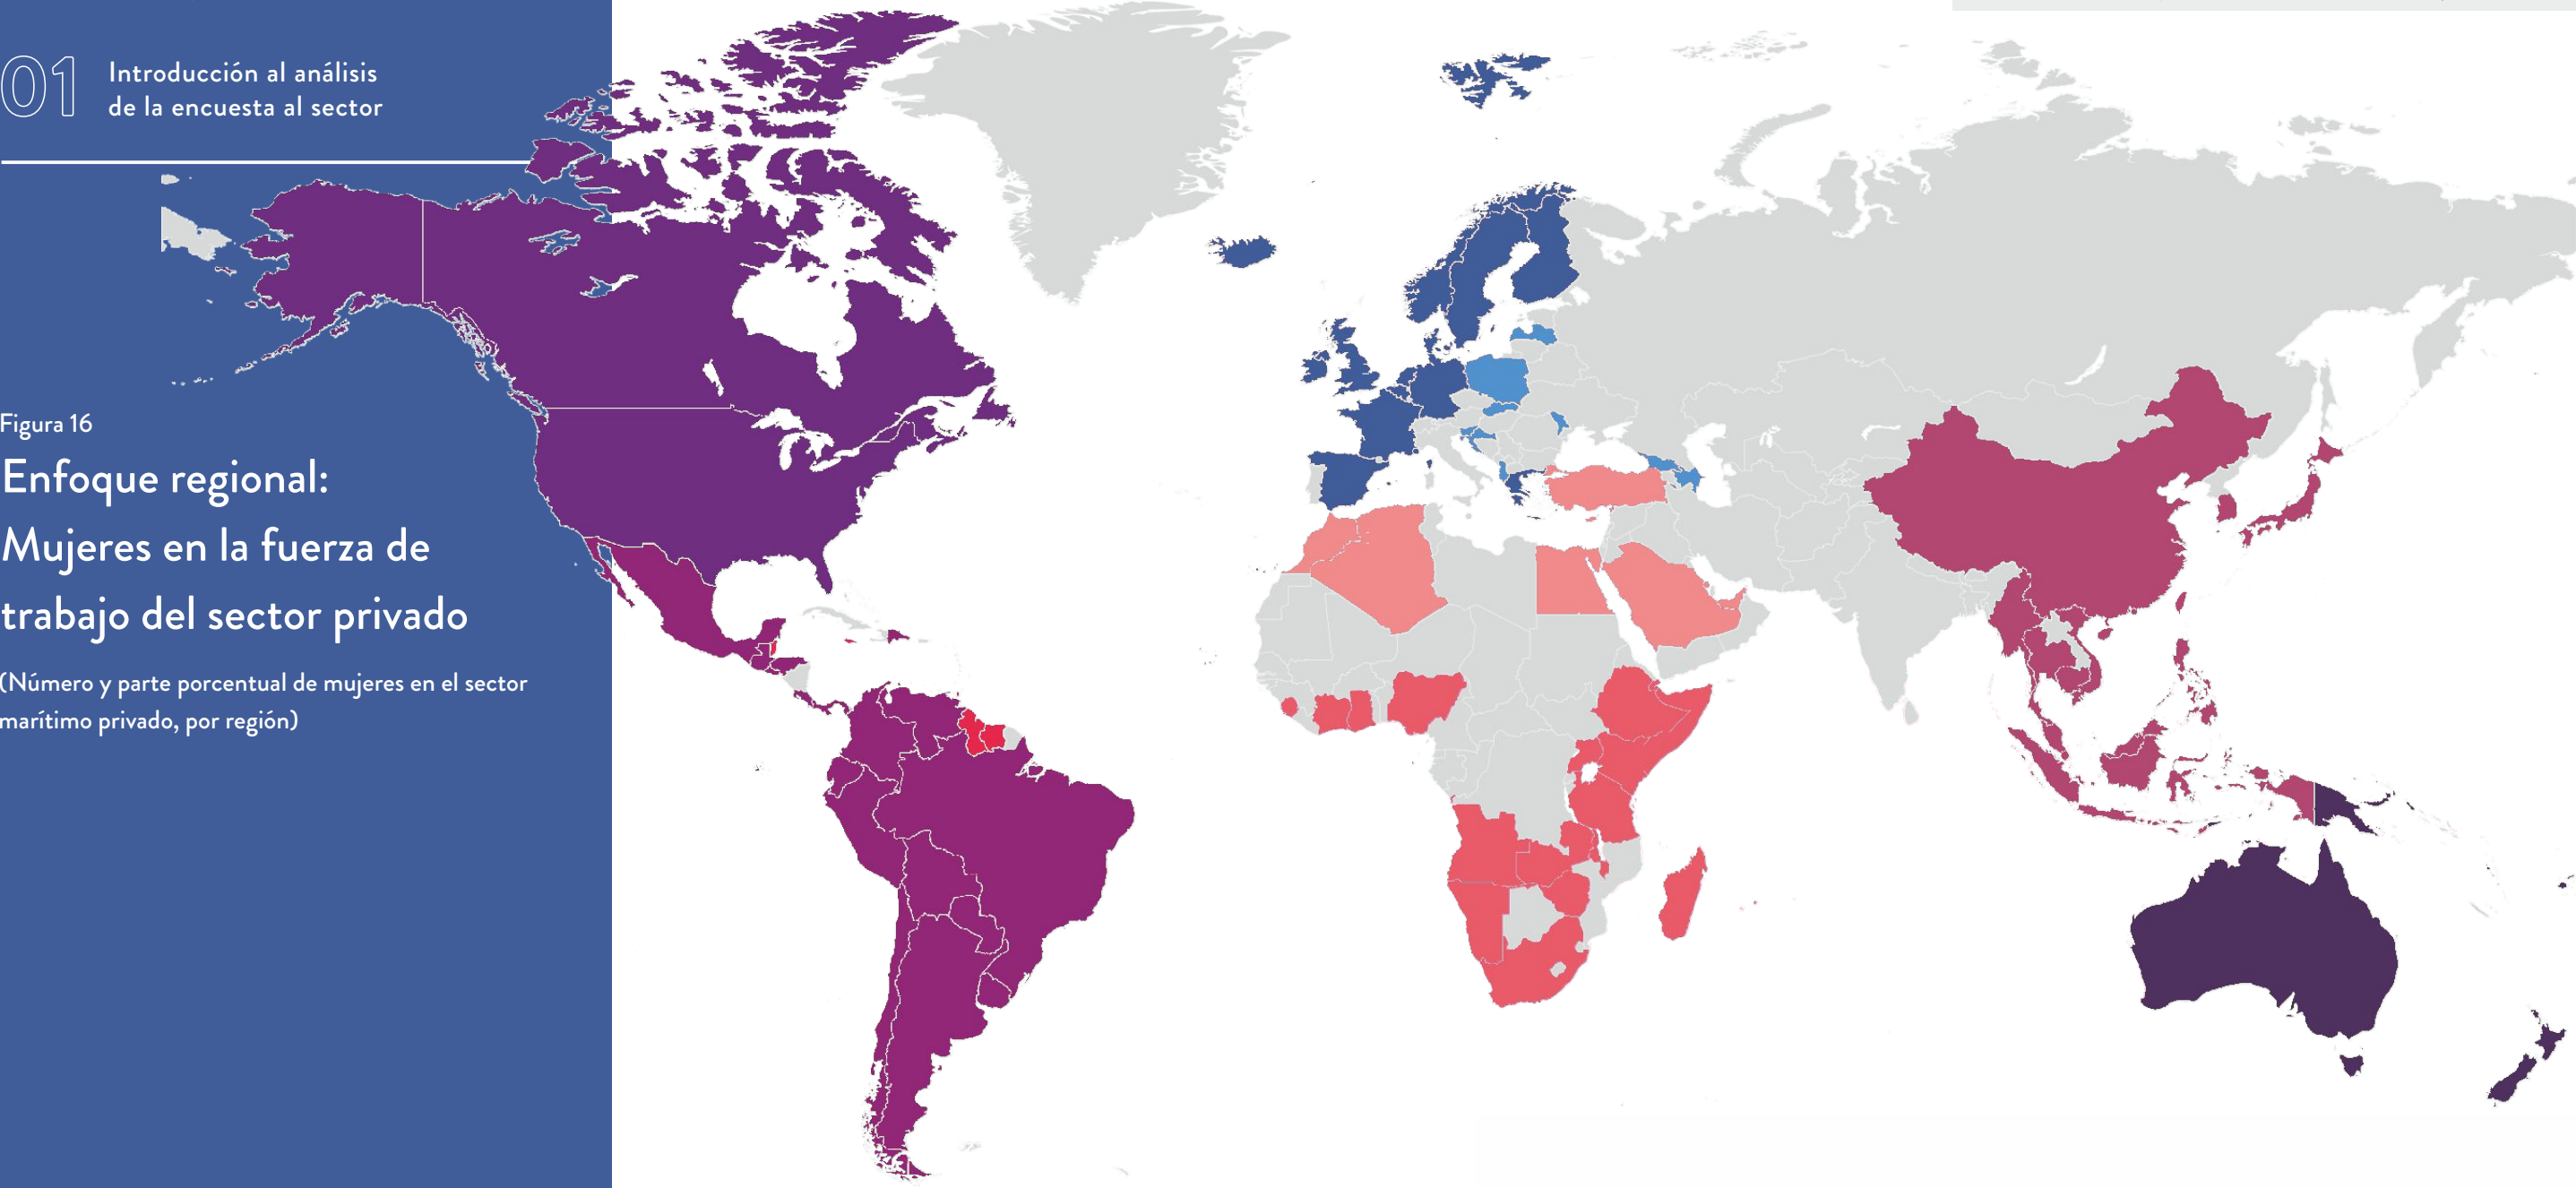 01
Introducción al análisis
de la encuesta al sector
Figura 16
Enfoque regional:
Mujeres en la fuerza de
trabajo del sector privado
(Número y parte porcentual de mujeres en el sector
marítimo privado, por región)